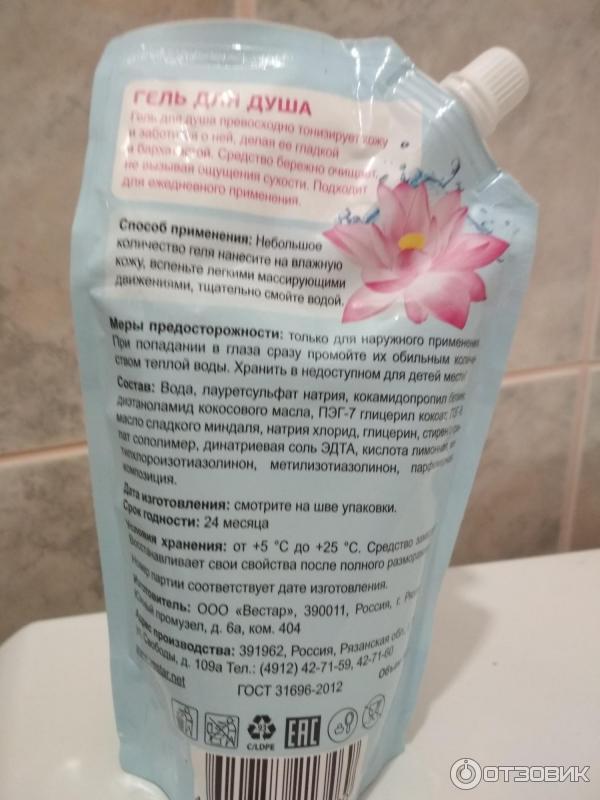 ГЕЛЬ ДЛЯ ДУША
Гель для душа превосходно тонизирует кожу
и заботится о ней, делая ее гладкой
и бархатистой. Средство бережно очищает,
не вызывая ощущения сухости. Подходит
для ежедневного применения.
Способ применения: Небольшое
количество геля нанесите на влажную
кожу, вспеньте легкими массирующими
движениями, тщательно смойте водой.
Меры предосторожности: только для наружного применения
При попадании в глаза сразу промойте их обильным количе-
ством теплой воды. Хранить в недоступном для детей месте!
Состав: Вода, лауретсульфат натрия, кокамидопропил
диэтаноламид кокосового масла, ПЭГ-7 глицерил кокоат,
масло сладкого миндаля, натрия хлорид, глицерин,
лат сополимер, динатриевая соль ЭДТА, кислота лимонная,
тилхлороизотиазолинон, метилизотиазолинон,
композиция.
Дата изготовления: смотрите на шве упаковки.
Срок годности: 24 месяца
Условия хранения: от +5 °С до +25 °С. Средство
Восстанавливает свои свойства после полного
Номер партии соответствует дате изготовления.
Изготовитель: ООО «Вестар», 390011, Россия, г.
Южный промузел, д. 6а, ком. 404
Адрес производства: 391962, Россия, Рязанская обл.
ул. Свободы, д. 109а Тел.: (4912) 42-71-59, 42-71-60
Объем
ГОСТ 31696-2012
C/LDPE
ЕАС
ОТЗОВИК